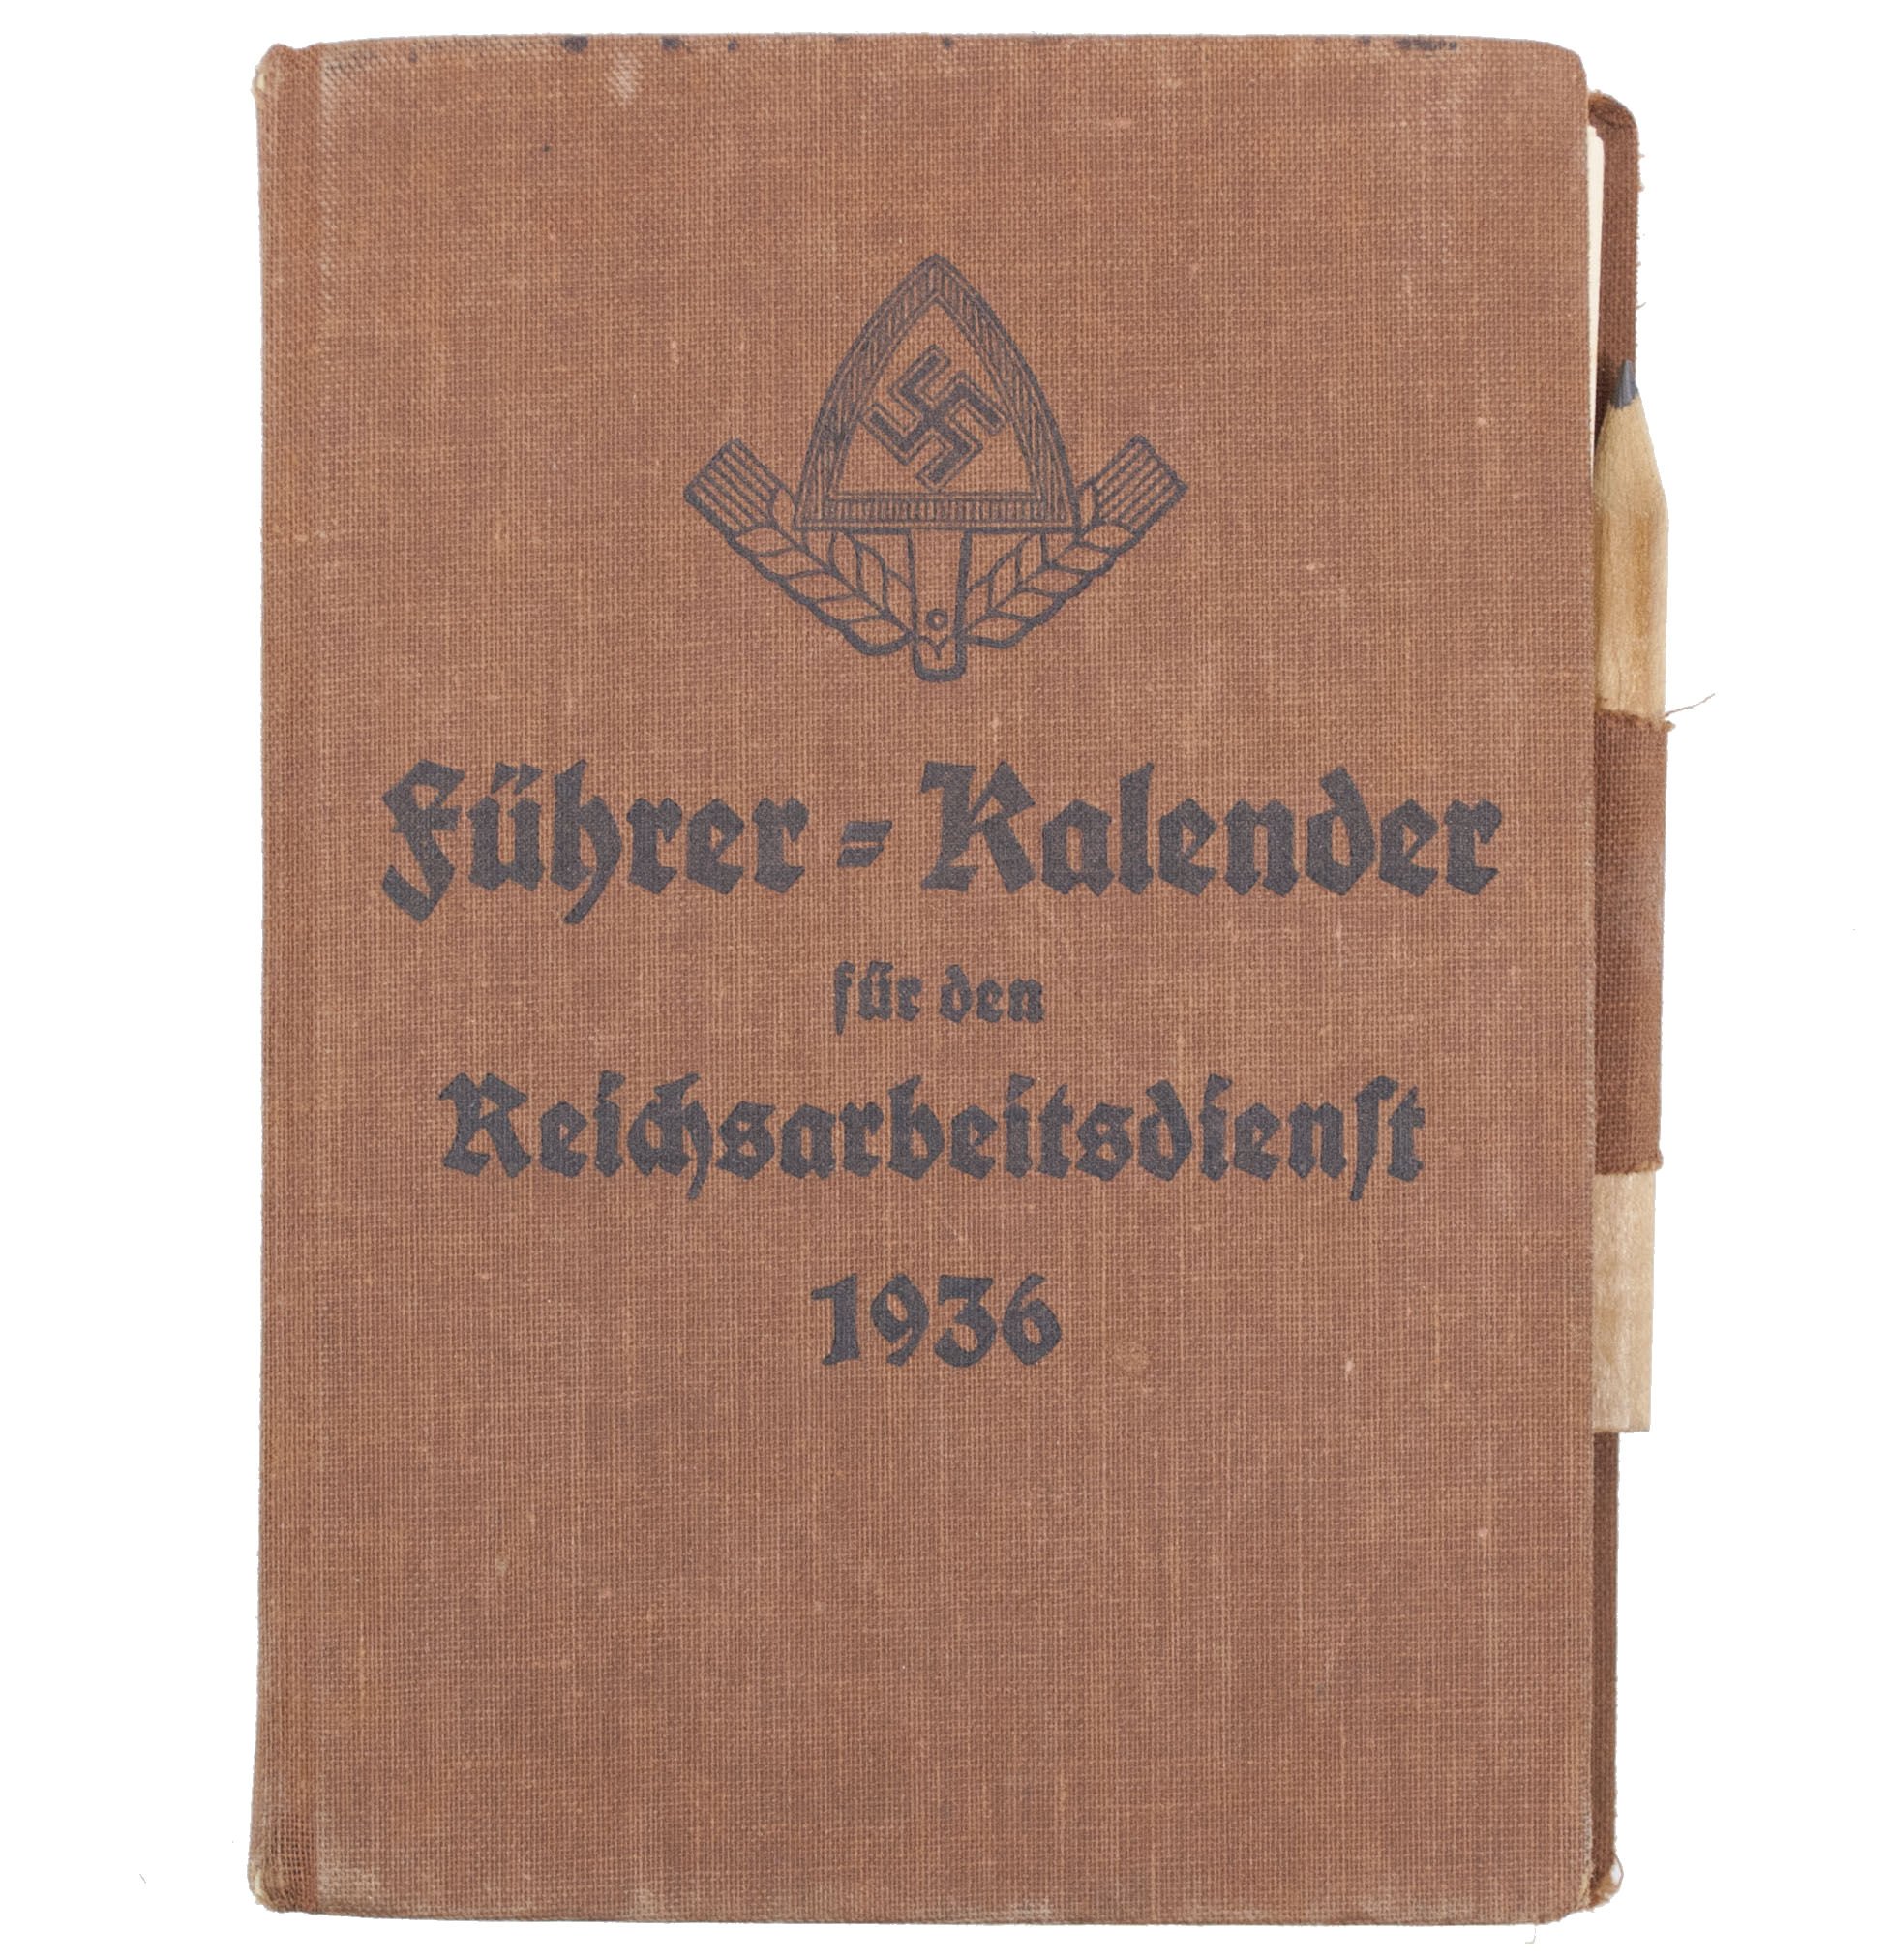 Führer-Kalender
für den
Reichsarbeitsdienst
1936